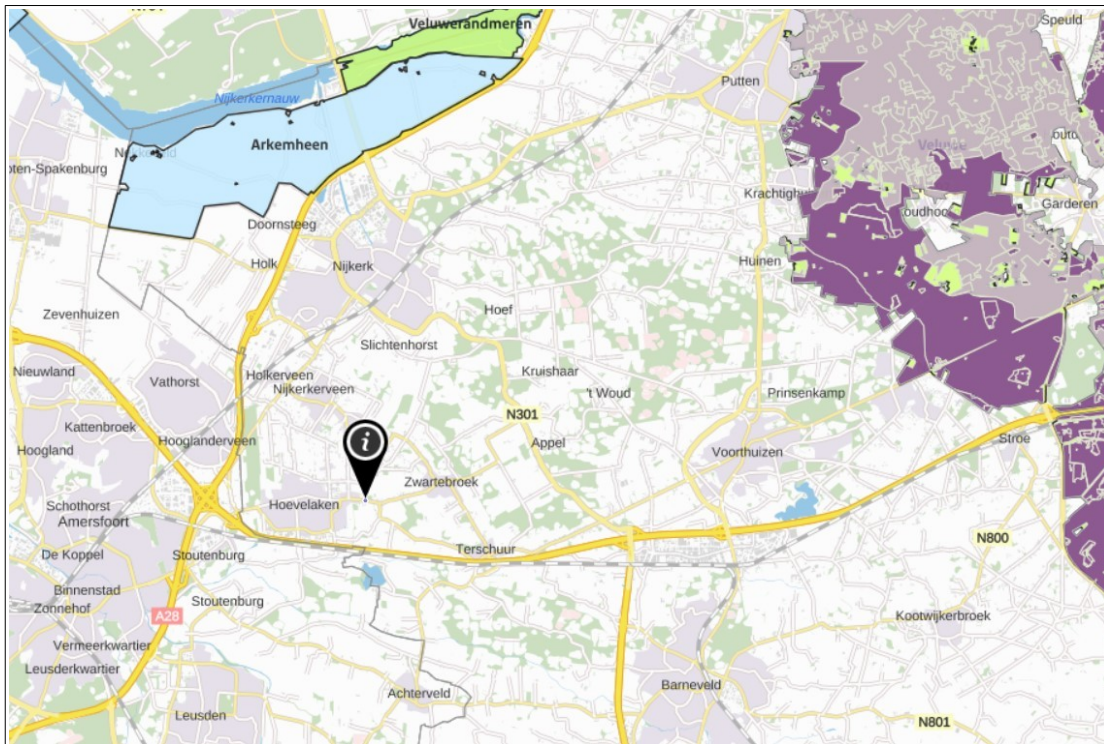 Veluwerandmeren
Speuld
Putten
Nijkerkernauw
Arkemheen
Veluwe
oten-Spakenburg
Krachtighu
oudhoo
Garderen
Doornsteeg
Holk
Nijkerk
Huinen
Hoef
Zevenhuizen
Slichtenhorst
Nieuwland
Vathorst
Holkerveen
Nijkerkerveen
Kruishaar
't Woud
Prinsenkamp
Kattenbroek
N301
Hoogland
Hooglanderveen
Appel
Stroe
i
Voorthuizen
Zwartebroek
Schothorst
Hoevelaken
Amersfoort
N800
De Koppel
Stoutenburg
Terschuur
Binnenstad
Zonnehof
Stoutenburg
A28
Kootwijkerbroek
Vermeerkwartier
Leusderkwartier
Achterveld
Barneveld
Leusden
N801